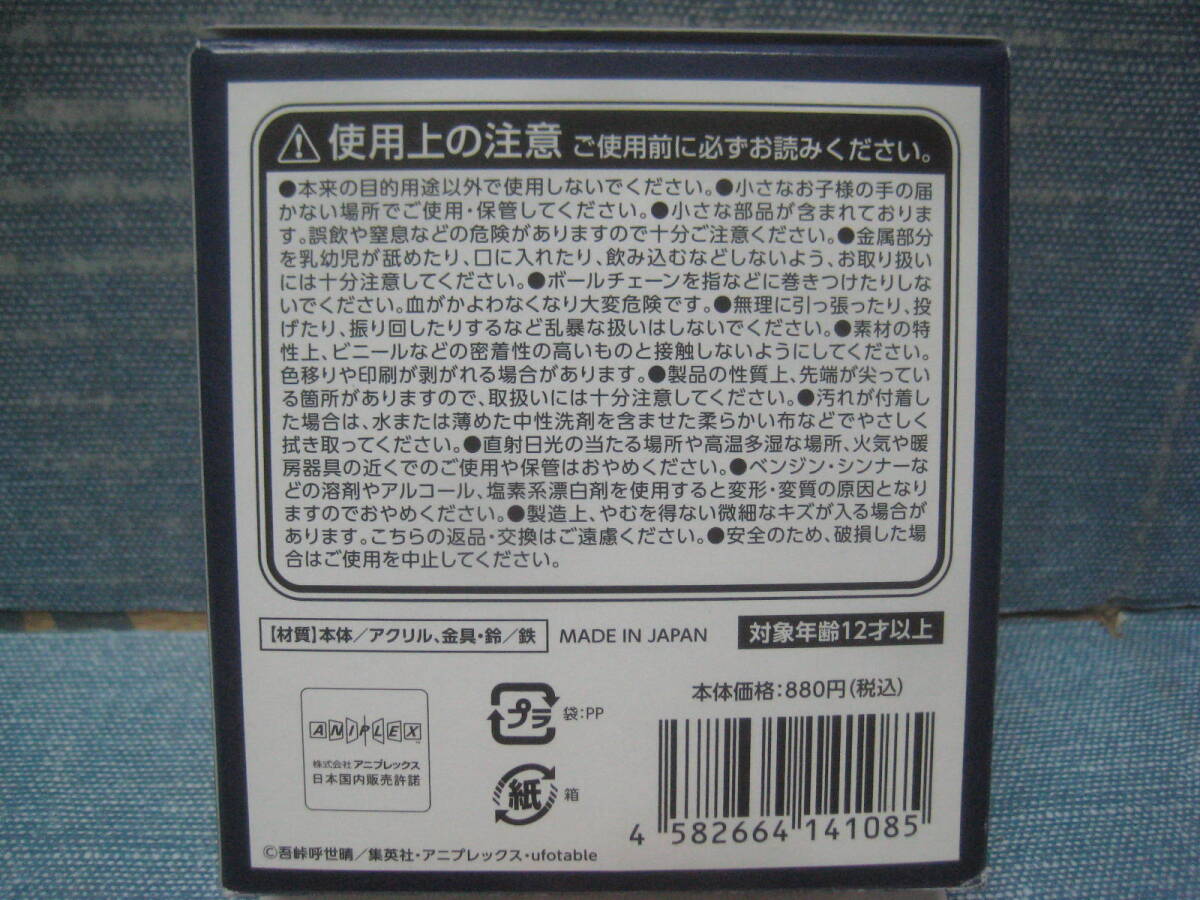 使用上の注意 ご使用前に必ずお読みください。
●本来の目的用途以外で使用しないでください。●小さなお子様の手の届
かない場所でご使用・保管してください。●小さな部品が含まれておりま
す。誤飲や窒息などの危険がありますので十分ご注意ください。●金属部分
を乳幼児が舐めたり、口に入れたり、飲み込むなどしないよう、お取り扱い
には十分注意してください。●ボールチェーンを指などに巻きつけたりしな
いでください。血がかよわなくなり大変危険です。●無理に引っ張ったり、投
げたり、振り回したりするなど乱暴な扱いはしないでください。●素材の特
性上、ビニールなどの密着性の高いものと接触しないようにしてください。
色移りや印刷が剥がれる場合があります。●製品の性質上、先端が尖ってい
る箇所がありますので、取扱いには十分注意してください。●汚れが付着し
た場合は、水または薄めた中性洗剤を含ませた柔らかい布などでやさしく
拭き取ってください。●直射日光の当たる場所や高温多湿な場所、火気や暖
房器具の近くでのご使用や保管はおやめください。●ベンジン・シンナーな
どの溶剤やアルコール、塩素系漂白剤を使用すると変形・変質の原因となり
ますのでおやめください。●製造上、やむを得ない微細なキズが入る場合が
あります。こちらの返品・交換はご遠慮ください。●安全のため、破損した場
合はご使用を中止してください。
【材質】本体／アクリル、金具・鈴／鉄 MADE IN JAPAN 対象年齢12才以上
本体価格:880円(税込)
ANIPLEX
株式会社 アニプレックス
日本国内販売許諾
プラ 袋:PP
紙 箱
4 582664 141085
©吾峠呼世晴／集英社・アニプレックス・ufotable